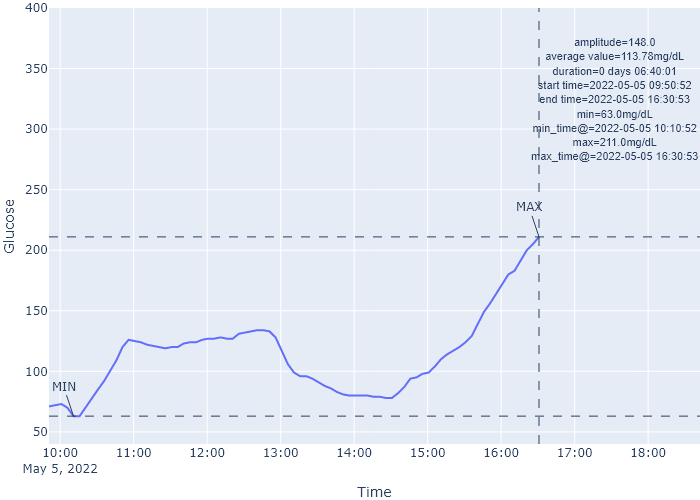 400
amplitude=148.0
average value=113.78mg/dL
350
duration=0 days 06:40:01
start time=2022-05-05 09:50:52
end time=2022-05-05 16:30:53
min=63.0mg/dL
300
min_time@=2022-05-05 10:10:52
max=211.0mg/dL
max_time@=2022-05-05 16:30:53
250
MAX
Glucose
200
150
100
MIN
50
10:00 11:00 12:00 13:00 14:00 15:00 16:00 17:00 18:00
May 5, 2022
Time